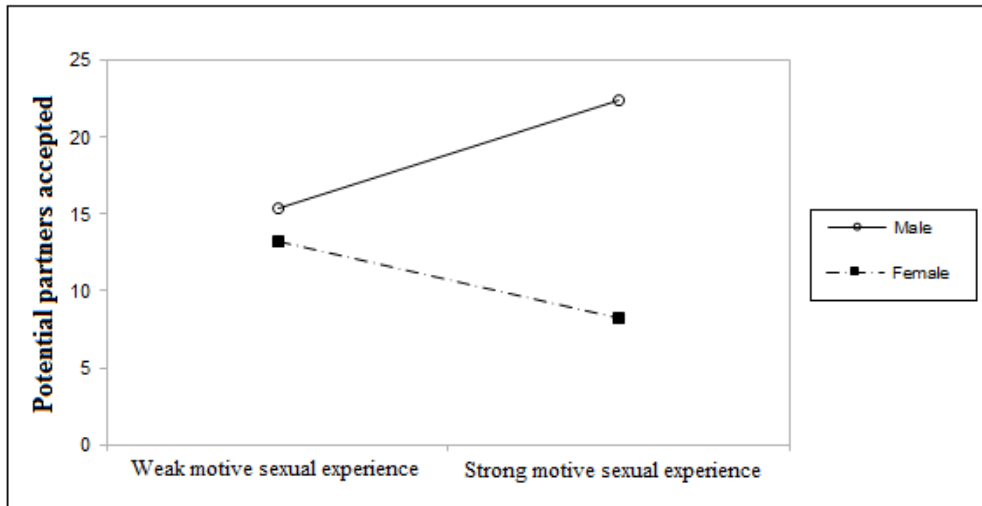 Potential partners accepted
25
20
15
10
5
0
Weak motive sexual experience
Strong motive sexual experience
Male
Female